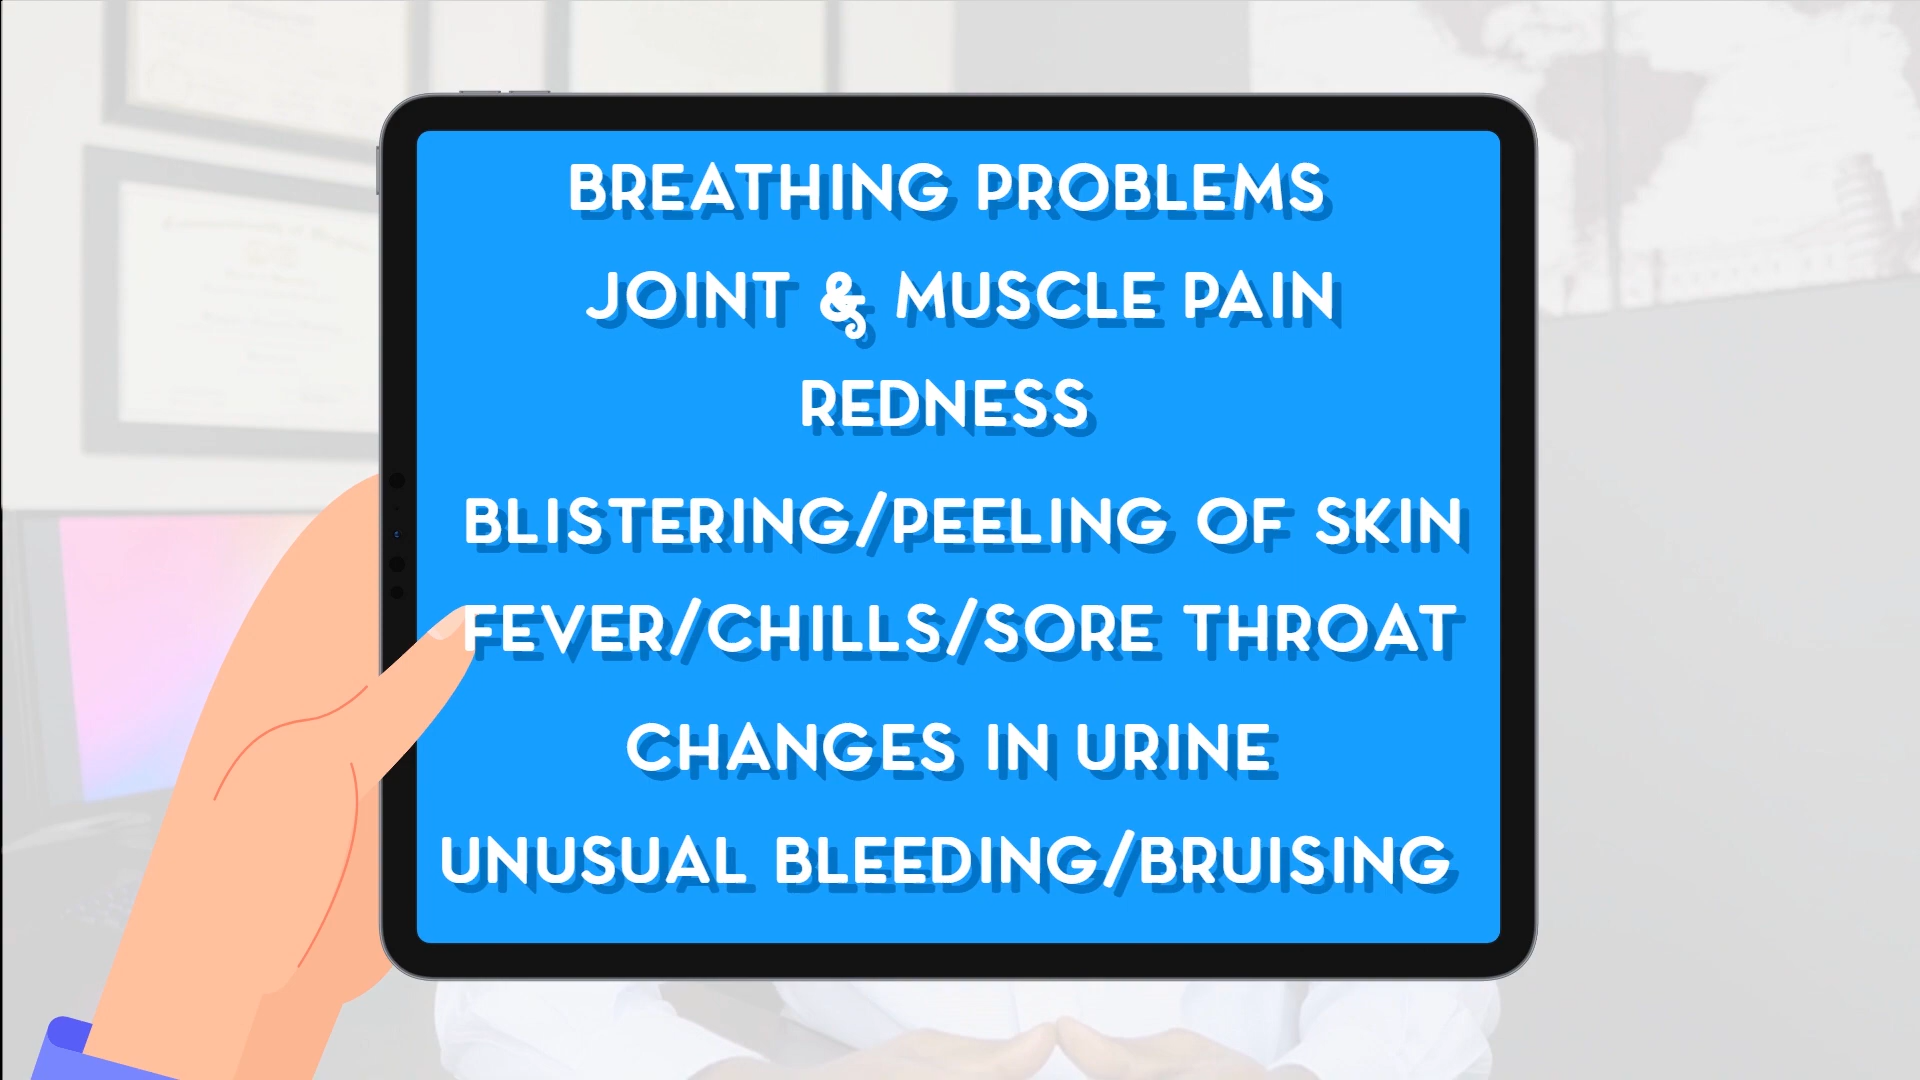 BREATHING PROBLEMS
JOINT & MUSCLE PAIN
REDNESS
BLISTERING/PEELING OF SKIN
FEVER/CHILLS/SORE THROAT
CHANGES IN URINE
UNUSUAL BLEEDING/BRUISING